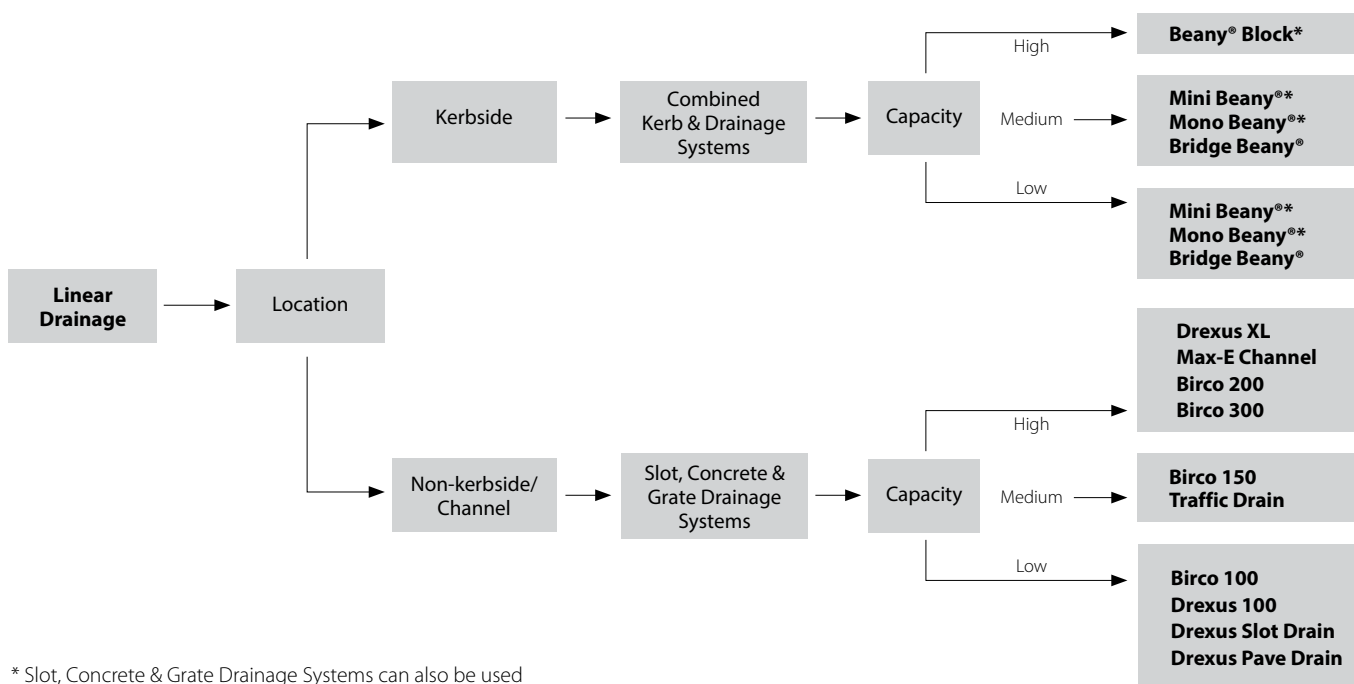 Linear
Drainage
Location
Kerbside
Combined
Kerb & Drainage
Systems
Capacity
High
Beany® Block*
Medium
Mini Beany®*
Mono Beany®*
Bridge Beany®
Low
Mini Beany®*
Mono Beany®*
Bridge Beany®
Non-kerbside/
Channel
Slot, Concrete &
Grate Drainage
Systems
Capacity
High
Drexus XL
Max-E Channel
Birco 200
Birco 300
Medium
Birco 150
Traffic Drain
Low
Birco 100
Drexus 100
Drexus Slot Drain
Drexus Pave Drain
* Slot, Concrete & Grate Drainage Systems can also be used